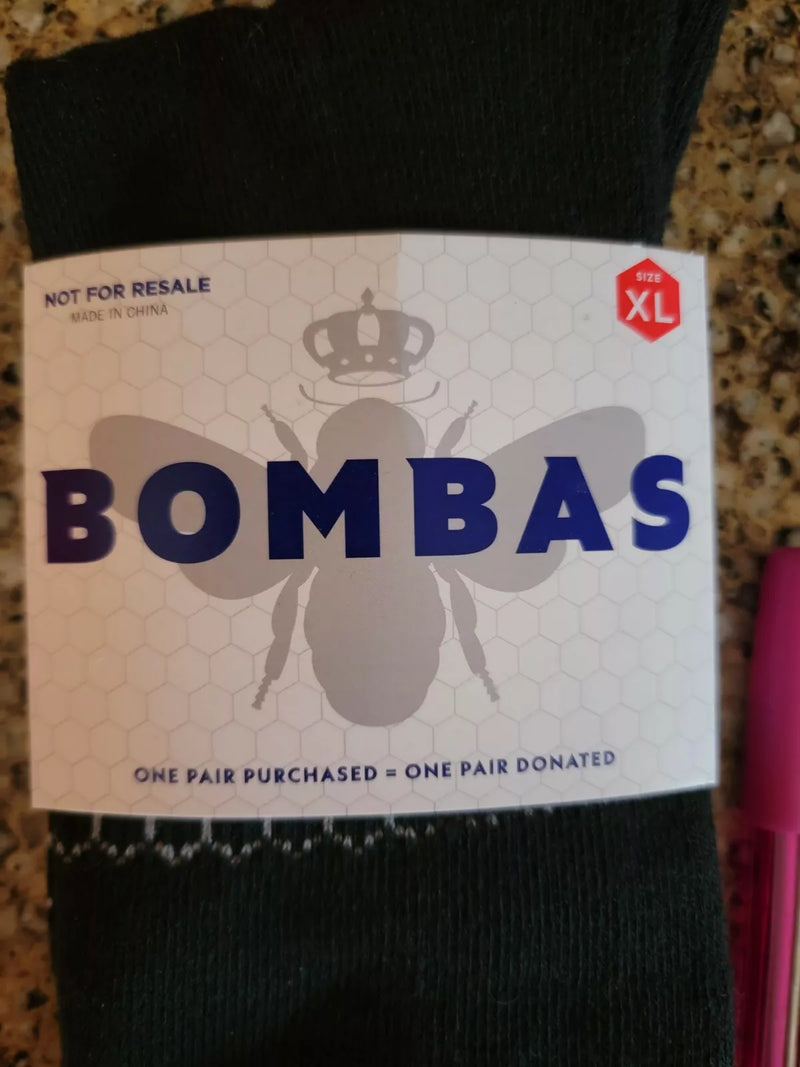 NOT FOR RESALE
MADE IN CHINA
SIZE
XL
BOMBAS
ONE PAIR PURCHASED = ONE PAIR DONATED